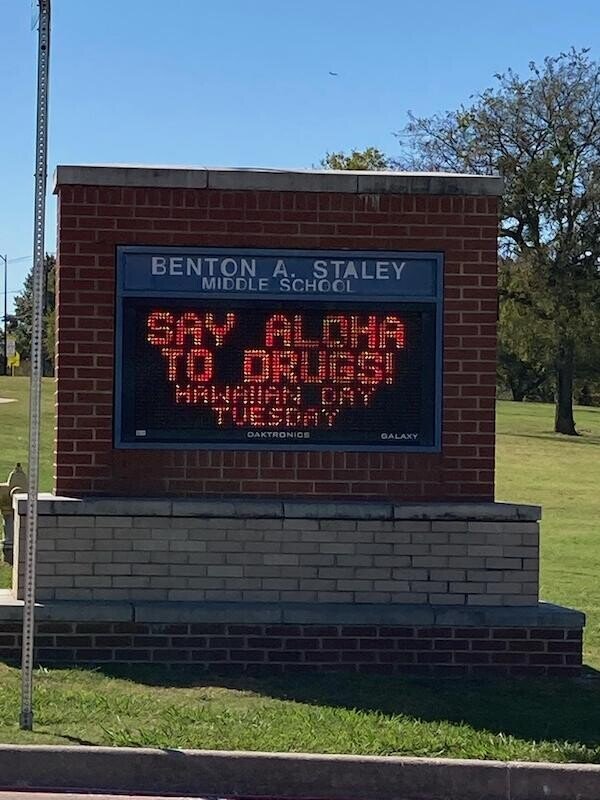 BENTON A. STALEY
MIDDLE SCHOOL
SAY ALOHA
TO DRUGS!
HAWAIIAN DAY
TUESDAY
DAKTRONICS GALAXY